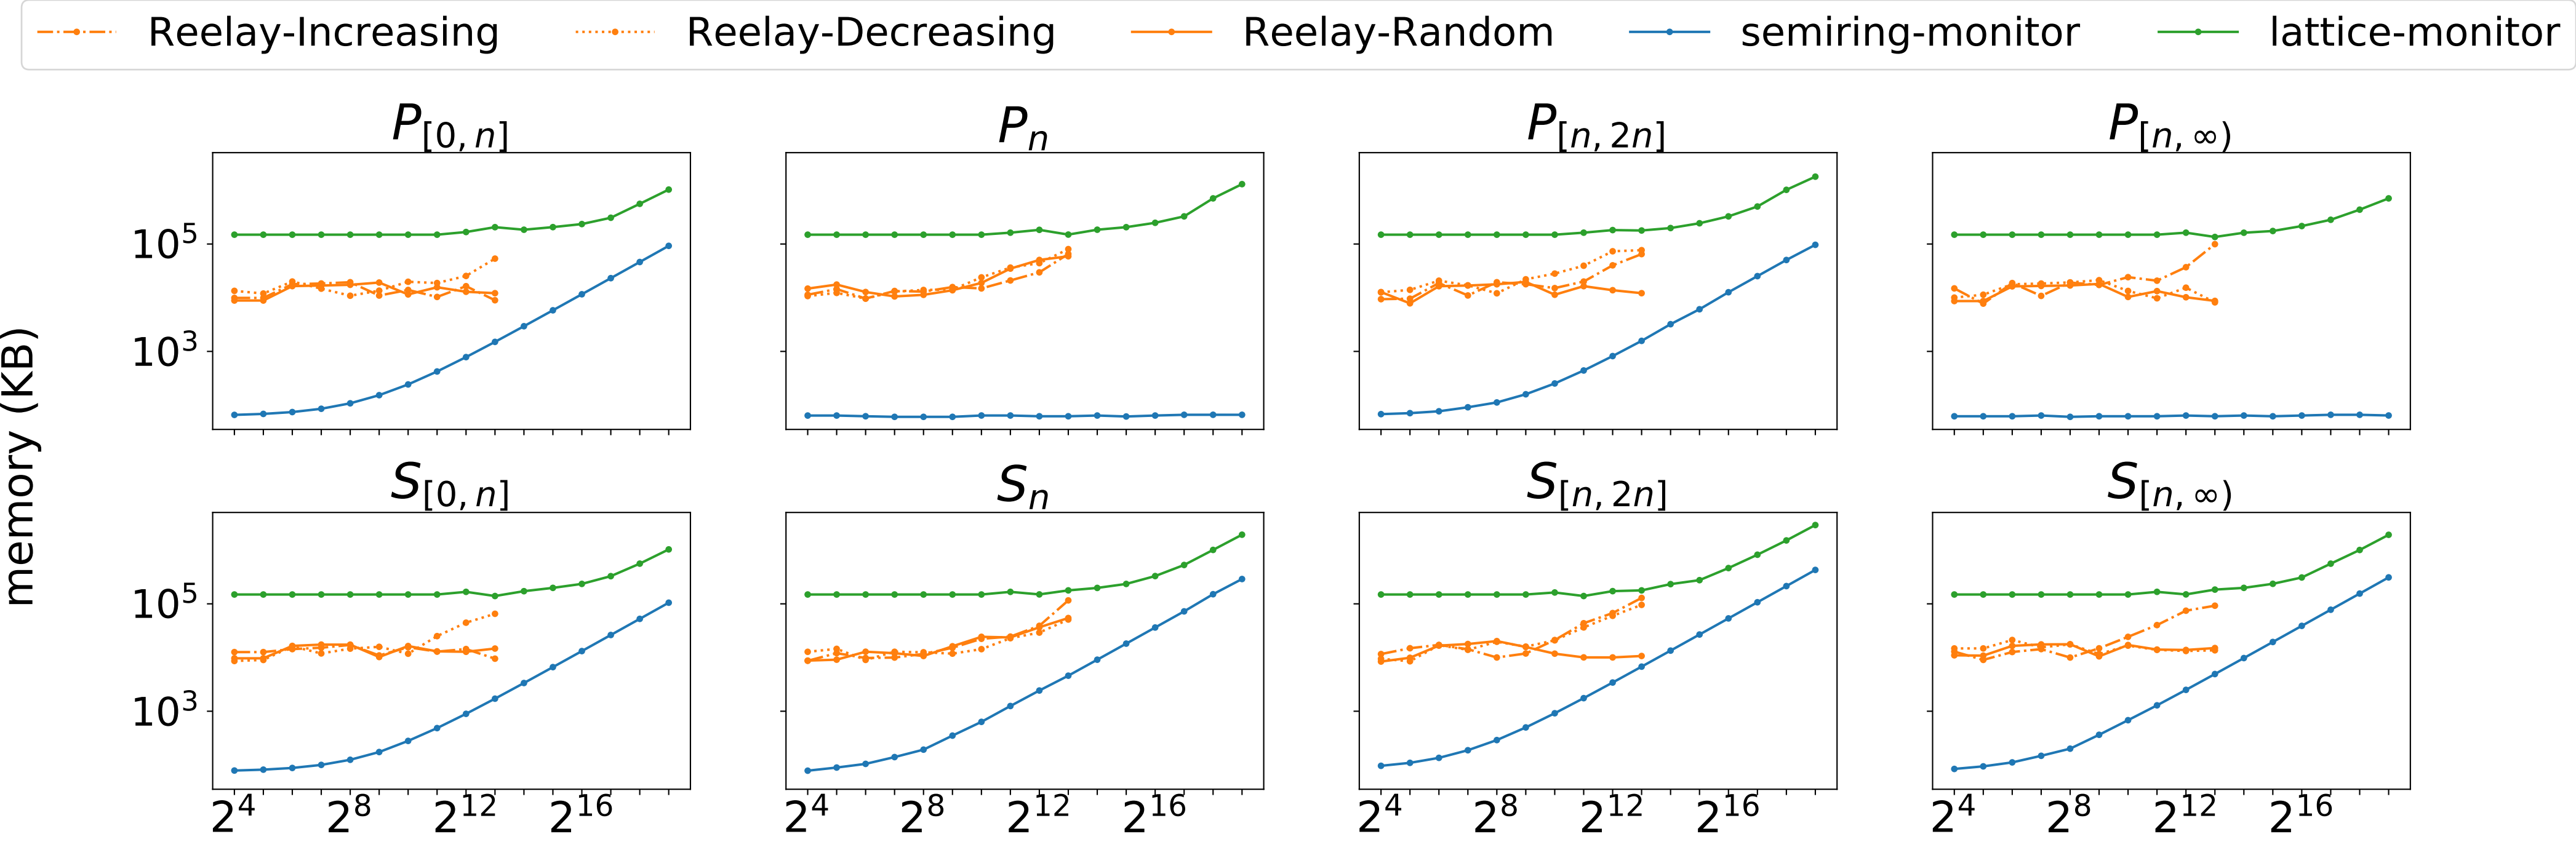 Reelay-Increasing Reelay-Decreasing Reelay-Random semiring-monitor lattice-monitor
P[0, n] Pn P[n, 2n] P[n, ∞)
10^5
10^3
memory (KB)
S[0, n] Sn S[n, 2n] S[n, ∞)
10^5
10^3
2^4 2^8 2^12 2^16 2^4 2^8 2^12 2^16 2^4 2^8 2^12 2^16 2^4 2^8 2^12 2^16